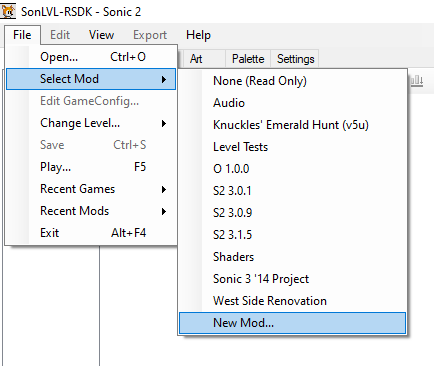 SonLVL-RSDK - Sonic 2
File Edit View Export Help
Open... Ctrl+O
Select Mod
Edit GameConfig...
Change Level...
Save Ctrl+S
Play... F5
Recent Games
Recent Mods
Exit Alt+F4
Art Palette Settings
None (Read Only)
Audio
Knuckles' Emerald Hunt (v5u)
Level Tests
O 1.0.0
S2 3.0.1
S2 3.0.9
S2 3.1.5
Shaders
Sonic 3 '14 Project
West Side Renovation
New Mod...